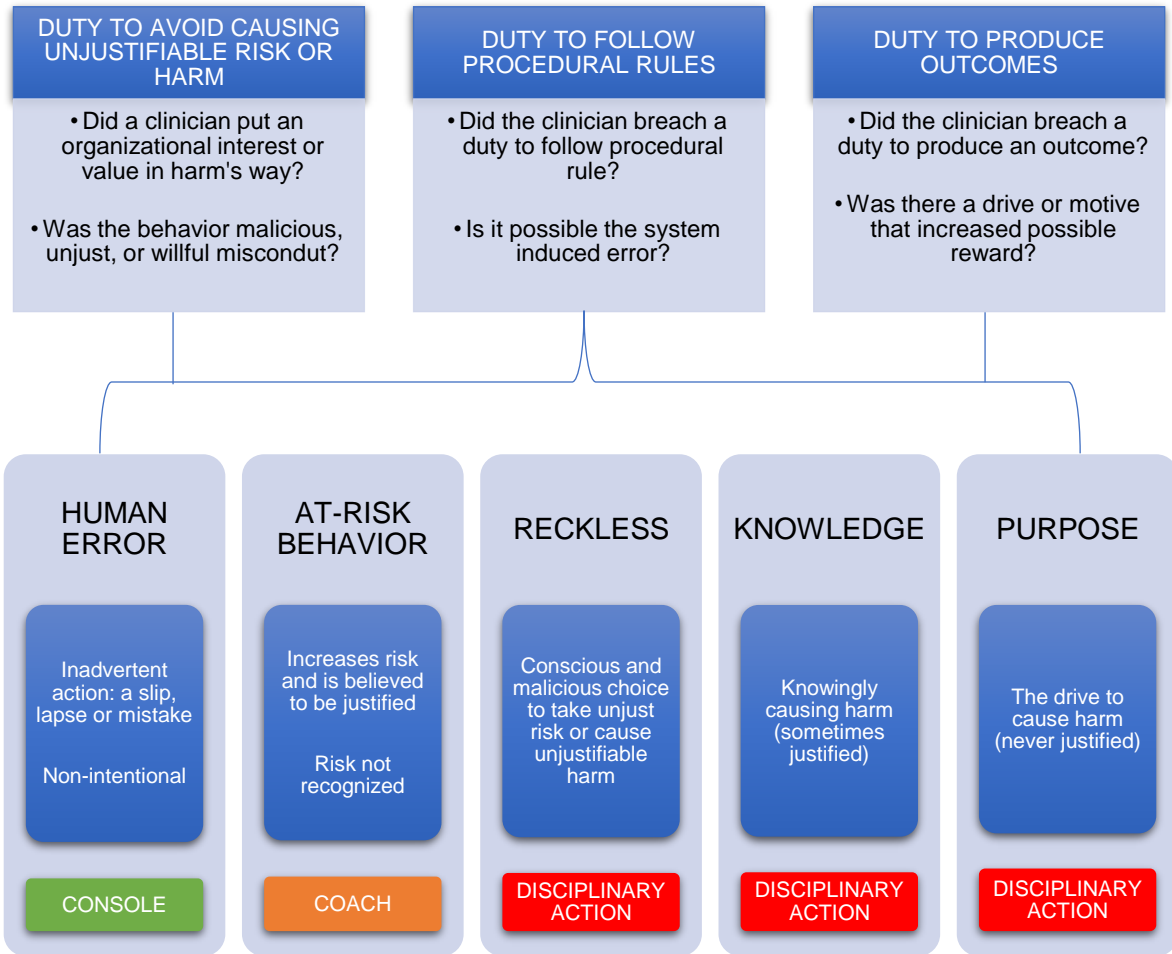 DUTY TO AVOID CAUSING
UNJUSTIFIABLE RISK OR
HARM
• Did a clinician put an
organizational interest or
value in harm's way?
• Was the behavior malicious,
unjust, or willful miscondut?
DUTY TO FOLLOW
PROCEDURAL RULES
• Did the clinician breach a
duty to follow procedural
rule?
• Is it possible the system
induced error?
DUTY TO PRODUCE
OUTCOMES
• Did the clinician breach a
duty to produce an outcome?
• Was there a drive or motive
that increased possible
reward?
HUMAN
ERROR
Inadvertent
action: a slip,
lapse or mistake
Non-intentional
CONSOLE
AT-RISK
BEHAVIOR
Increases risk
and is believed
to be justified
Risk not
recognized
COACH
RECKLESS
Conscious and
malicious choice
to take unjust
risk or cause
unjustifiable
harm
DISCIPLINARY
ACTION
KNOWLEDGE
Knowingly
causing harm
(sometimes
justified)
DISCIPLINARY
ACTION
PURPOSE
The drive to
cause harm
(never justified)
DISCIPLINARY
ACTION